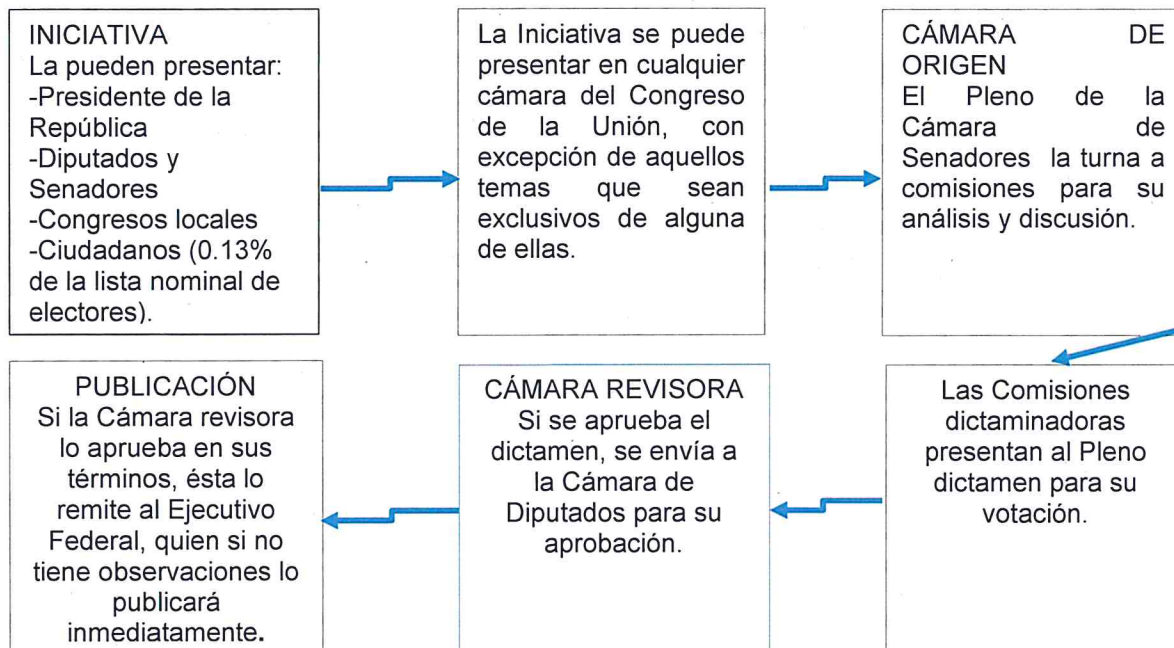 INICIATIVA
La pueden presentar:
-Presidente de la
República
-Diputados y
Senadores
-Congresos locales
-Ciudadanos (0.13%
de la lista nominal de
electores).
La Iniciativa se puede
presentar en cualquier
cámara del Congreso
de la Unión, con
excepción de aquellos
temas que sean
exclusivos de alguna
de ellas.
CÁMARA DE
ORIGEN
El Pleno de la
Cámara de
Senadores la turna a
comisiones para su
análisis y discusión.
Las Comisiones
dictaminadoras
presentan al Pleno
dictamen para su
votación.
CÁMARA REVISORA
Si se aprueba el
dictamen, se envía a
la Cámara de
Diputados para su
aprobación.
PUBLICACIÓN
Si la Cámara revisora
lo aprueba en sus
términos, ésta lo
remite al Ejecutivo
Federal, quien si no
tiene observaciones lo
publicará
inmediatamente.